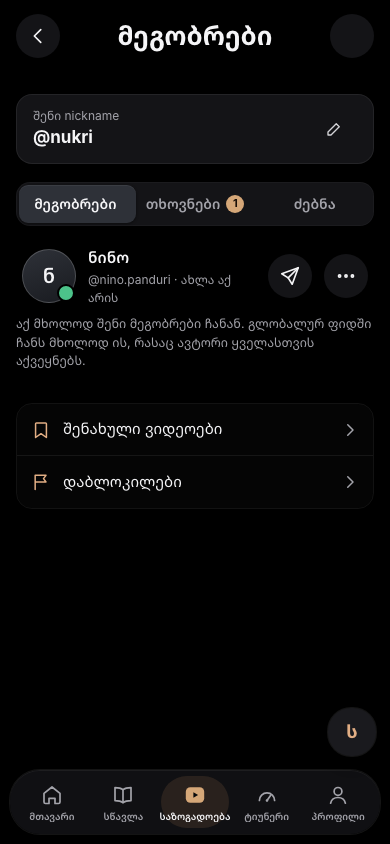 მეგობრები
შენი nickname
@nukri
მეგობრები
თხოვნები 1
ძებნა
ნ
ნინო
@nino.panduri · ახლა აქ
არის
აქ მხოლოდ შენი მეგობრები ჩანან. გლობალურ ფიდში
ჩანს მხოლოდ ის, რასაც ავტორი ყველასთვის
აქვეყნებს.
შენახული ვიდეოები
დაბლოკილები
ს
მთავარი
სწავლა
საზოგადოება
ტიუნერი
პროფილი